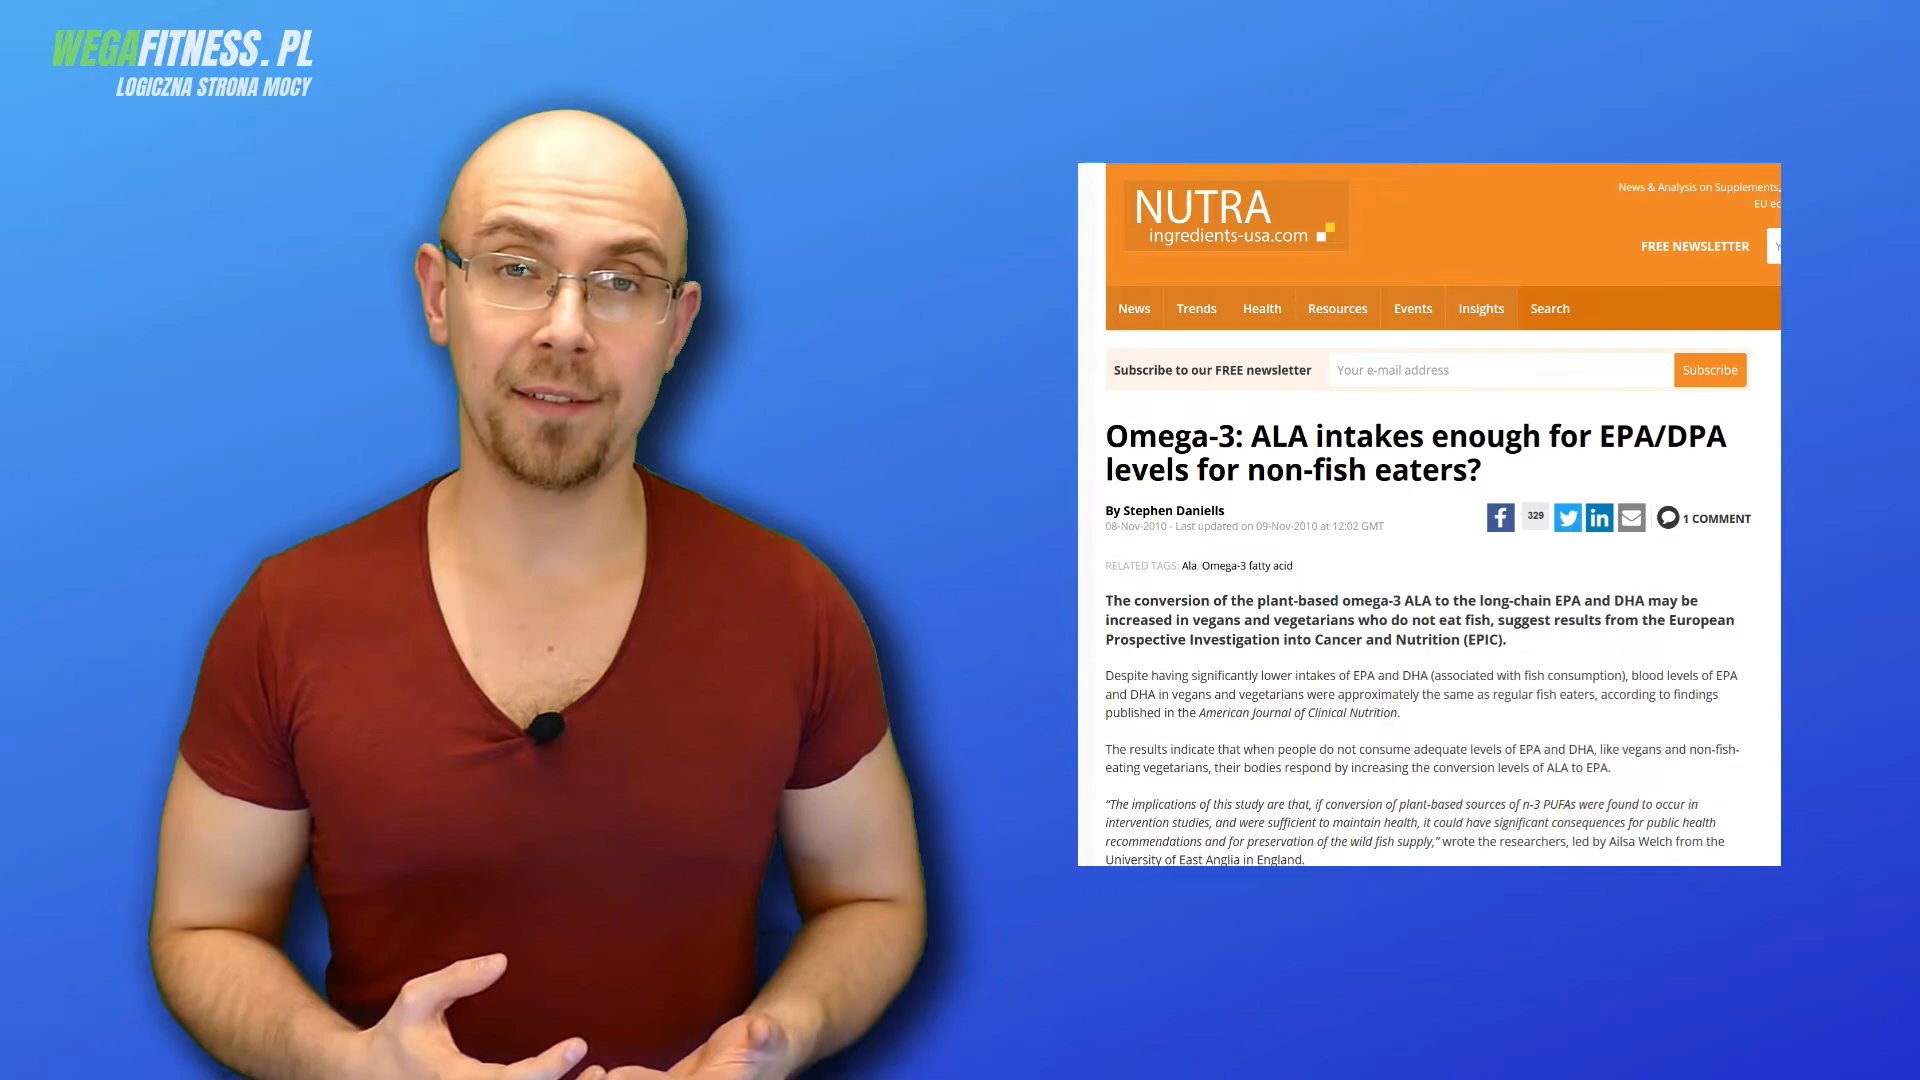 WEGAFITNESS.PL
LOGICZNA STRONA MOCY
NUTRA
ingredients-usa.com
News & Analysis on Supplements,
EU ec
FREE NEWSLETTER
Y
News Trends Health Resources Events Insights Search
Subscribe to our FREE newsletter Your e-mail address Subscribe
Omega-3: ALA intakes enough for EPA/DPA
levels for non-fish eaters?
By Stephen Daniells
08-Nov-2010 - Last updated on 09-Nov-2010 at 12:02 GMT
329
1 COMMENT
RELATED TAGS: Ala, Omega-3 fatty acid
The conversion of the plant-based omega-3 ALA to the long-chain EPA and DHA may be
increased in vegans and vegetarians who do not eat fish, suggest results from the European
Prospective Investigation into Cancer and Nutrition (EPIC).
Despite having significantly lower intakes of EPA and DHA (associated with fish consumption), blood levels of EPA
and DHA in vegans and vegetarians were approximately the same as regular fish eaters, according to findings
published in the American Journal of Clinical Nutrition.
The results indicate that when people do not consume adequate levels of EPA and DHA, like vegans and non-fish-
eating vegetarians, their bodies respond by increasing the conversion levels of ALA to EPA.
“The implications of this study are that, if conversion of plant-based sources of n-3 PUFAs were found to occur in
intervention studies, and were sufficient to maintain health, it could have significant consequences for public health
recommendations and for preservation of the wild fish supply,” wrote the researchers, led by Ailsa Welch from the
University of East Anglia in England.